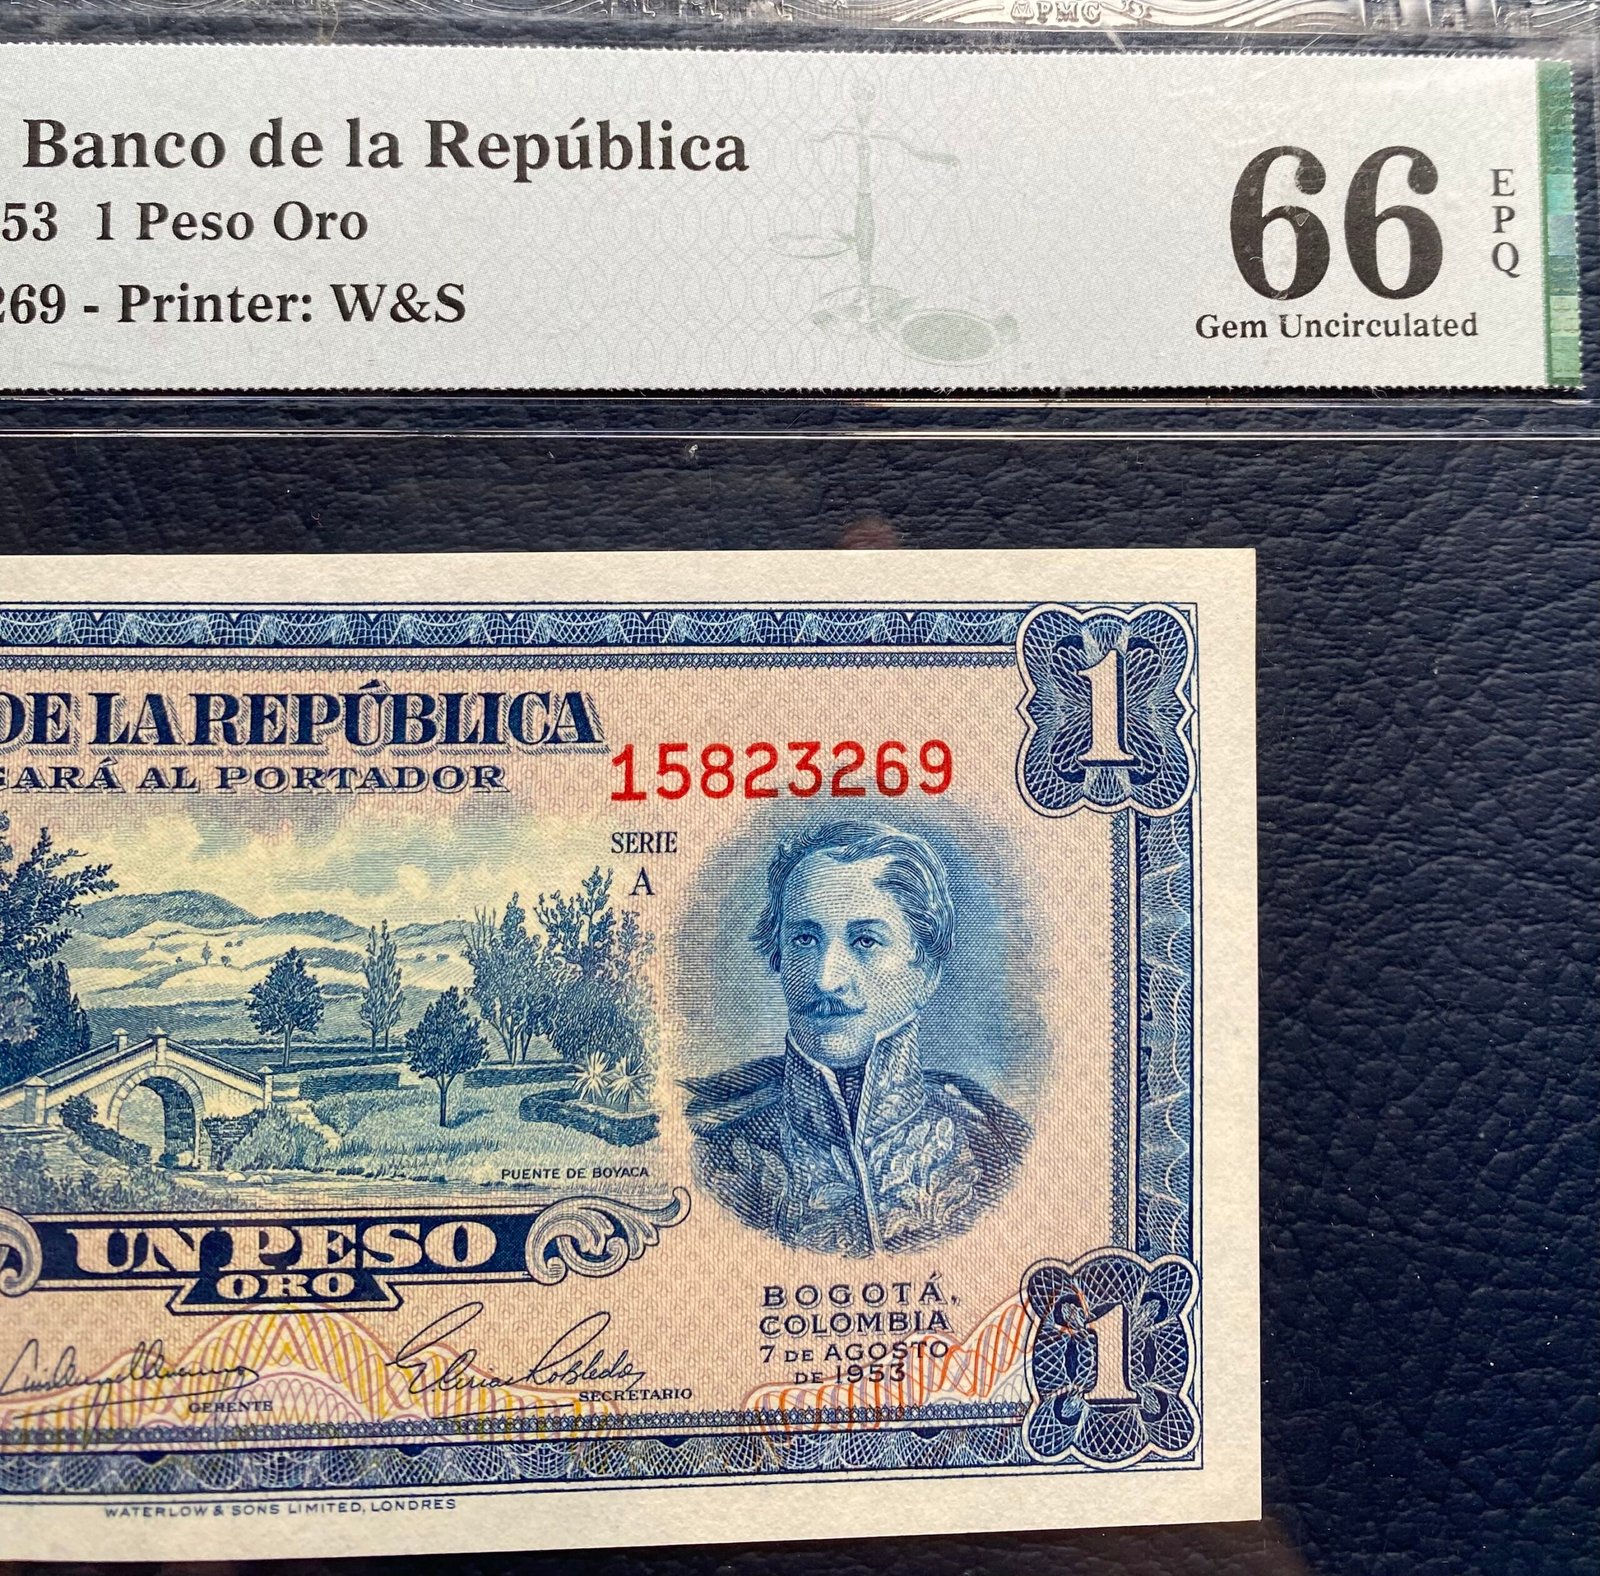 PMG
Banco de la República
53 1 Peso Oro
269 - Printer: W&S
66
EPQ
Gem Uncirculated
DE LA REPÚBLICA
GARÁ AL PORTADOR
15823269
SERIE
A
1
PUENTE DE BOYACA
UN PESO
ORO
BOGOTÁ,
COLOMBIA
7 DE AGOSTO
DE 1953
1
GERENTE
SECRETARIO
WATERLOW & SONS LIMITED, LONDRES